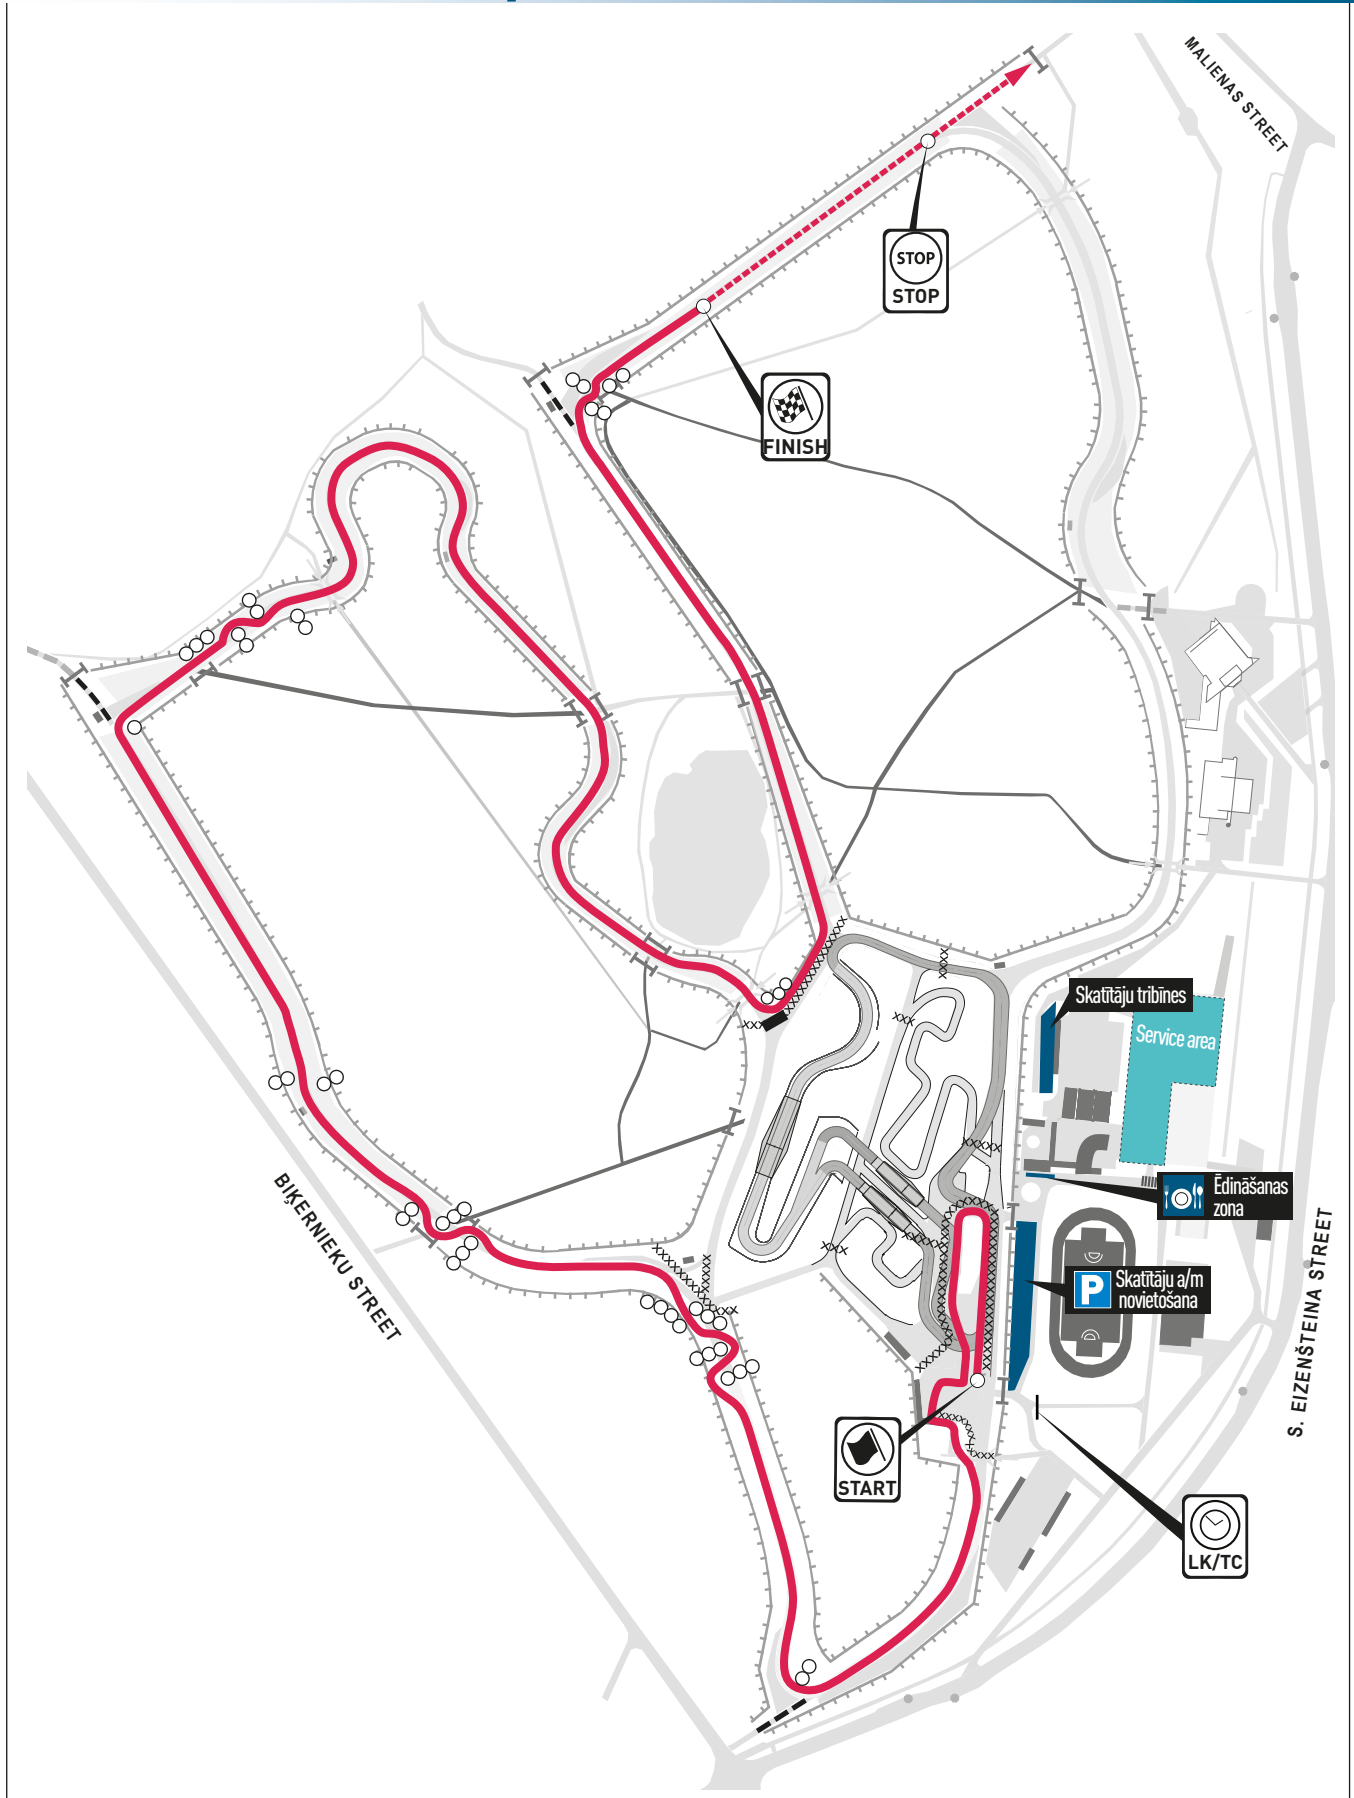 MALIENAS STREET
STOP
STOP
FINISH
Skatītāju tribīnes
Service area
Ēdināšanas
zona
P
Skatītāju a/m
novietošana
BIĶERNIEKU STREET
S. EIZENŠTEINA STREET
START
LK/TC